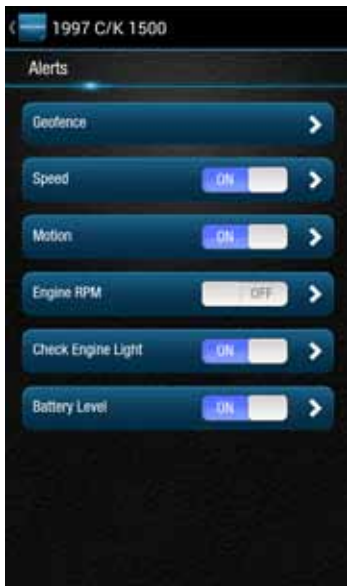 1997 C/K 1500
Alerts
Geofence
Speed ON
Motion ON
Engine RPM OFF
Check Engine Light ON
Battery Level ON